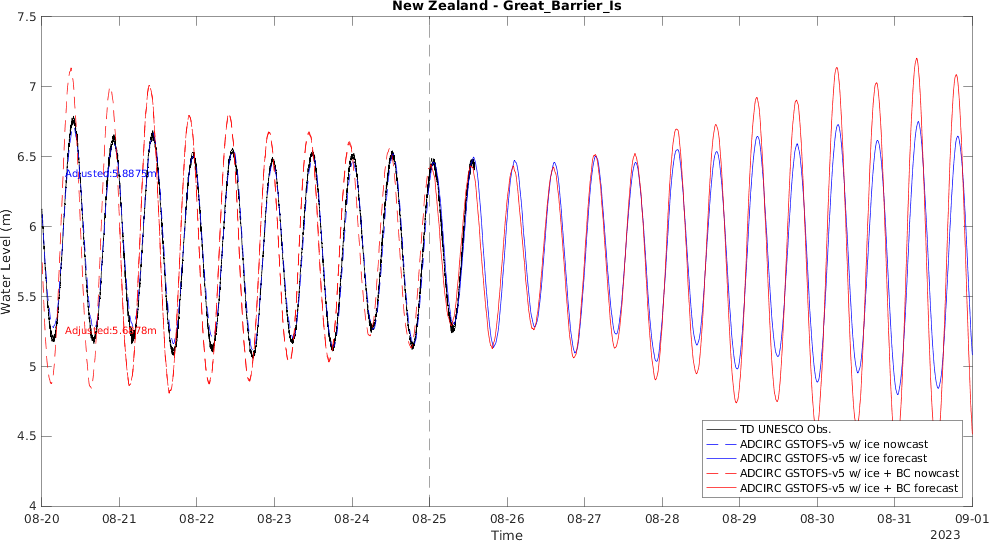 New Zealand - Great_Barrier_Is
7.5
7
6.5
6
5.5
5
4.5
4
Water Level (m)
Adjusted:5.8875m
Adjusted:5.6878m
TD UNESCO Obs.
ADCIRC GSTOFS-v5 w/ ice nowcast
ADCIRC GSTOFS-v5 w/ ice forecast
ADCIRC GSTOFS-v5 w/ ice + BC nowcast
ADCIRC GSTOFS-v5 w/ ice + BC forecast
08-20 08-21 08-22 08-23 08-24 08-25 08-26 08-27 08-28 08-29 08-30 08-31 09-01
Time
2023